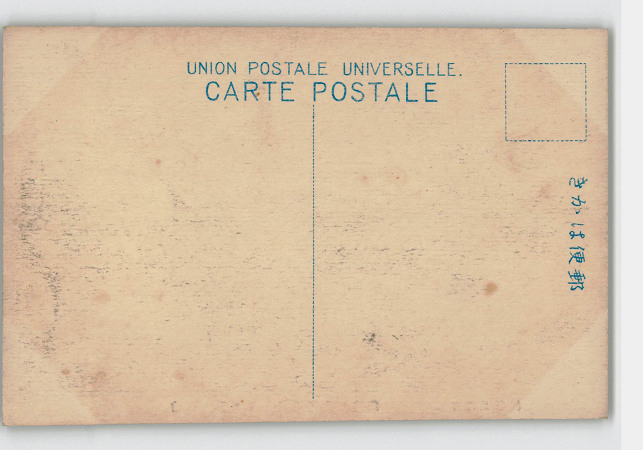 UNION POSTALE UNIVERSELLE.
CARTE POSTALE
きかは便郵